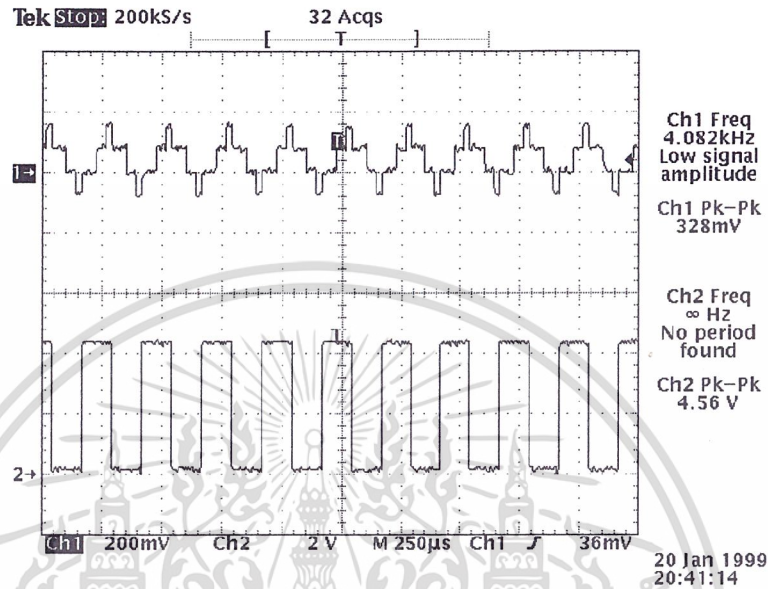 Tek Stop: 200kS/s 32 Acqs
[ T ]
T
Ch1 Freq
4.082kHz
Low signal
amplitude
1→
Ch1 Pk−Pk
328mV
Ch2 Freq
∞ Hz
No period
found
Ch2 Pk−Pk
4.56 V
2→
Ch1 200mV Ch2 2 V M 250µs Ch1 36mV
20 Jan 1999
20:41:14